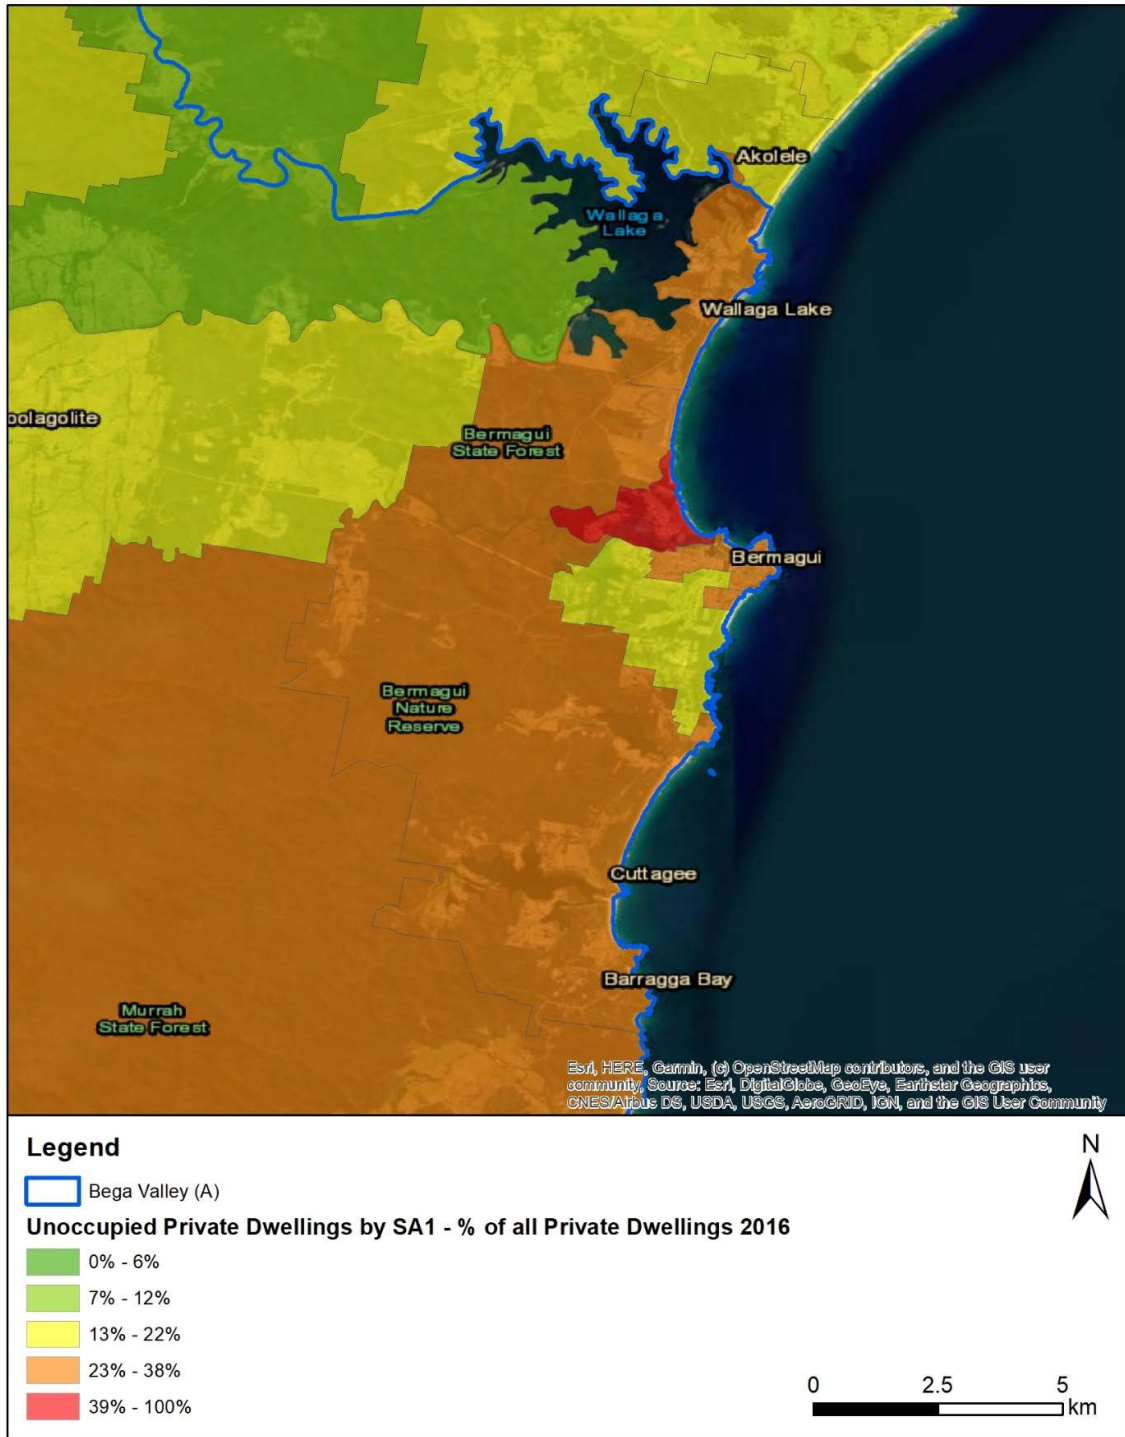 Akolele
Wallaga
Lake
Wallaga Lake
oolagolite
Bermagui
State Forest
Bermagui
Bermagui
Nature
Reserve
Cuttagee
Barragga Bay
Murrah
State Forest
Esri, HERE, Garmin, (c) OpenStreetMap contributors, and the GIS user
community, Source: Esri, DigitalGlobe, GeoEye, Earthstar Geographics,
CNES/Airbus DS, USDA, USGS, AeroGRID, IGN, and the GIS User Community
Legend
N
Bega Valley (A)
Unoccupied Private Dwellings by SA1 - % of all Private Dwellings 2016
0% - 6%
7% - 12%
13% - 22%
23% - 38%
39% - 100%
0 2.5 5
km